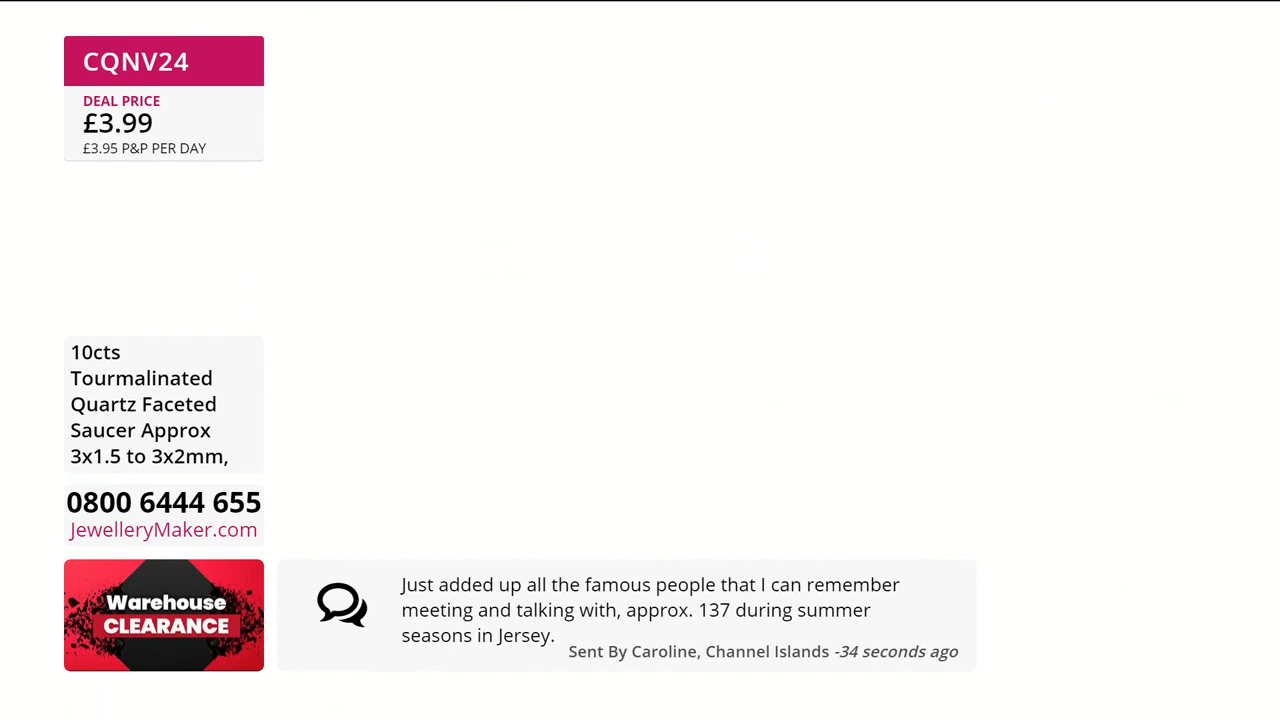 CQNV24
DEAL PRICE
£3.99
£3.95 P&P PER DAY
10cts
Tourmalinated
Quartz Faceted
Saucer Approx
3x1.5 to 3x2mm,
0800 6444 655
JewelleryMaker.com
Warehouse
CLEARANCE
Just added up all the famous people that I can remember
meeting and talking with, approx. 137 during summer
seasons in Jersey.
Sent By Caroline, Channel Islands -34 seconds ago